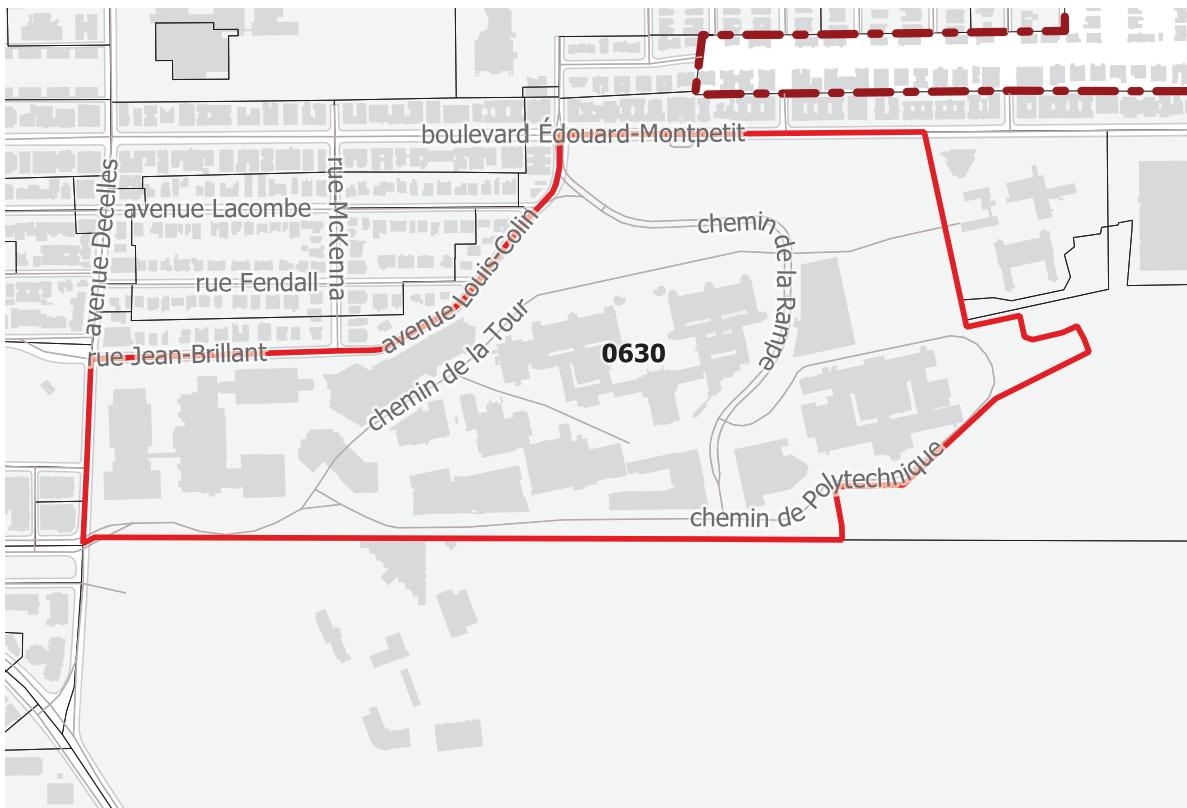 boulevard Édouard-Montpetit
avenue Decelles
rue McKenna
avenue Lacombe
avenue Louis-Colin
chemin de la Rampe
rue Fendall
rue Jean-Brillant
chemin de la Tour
0630
chemin de Polytechnique